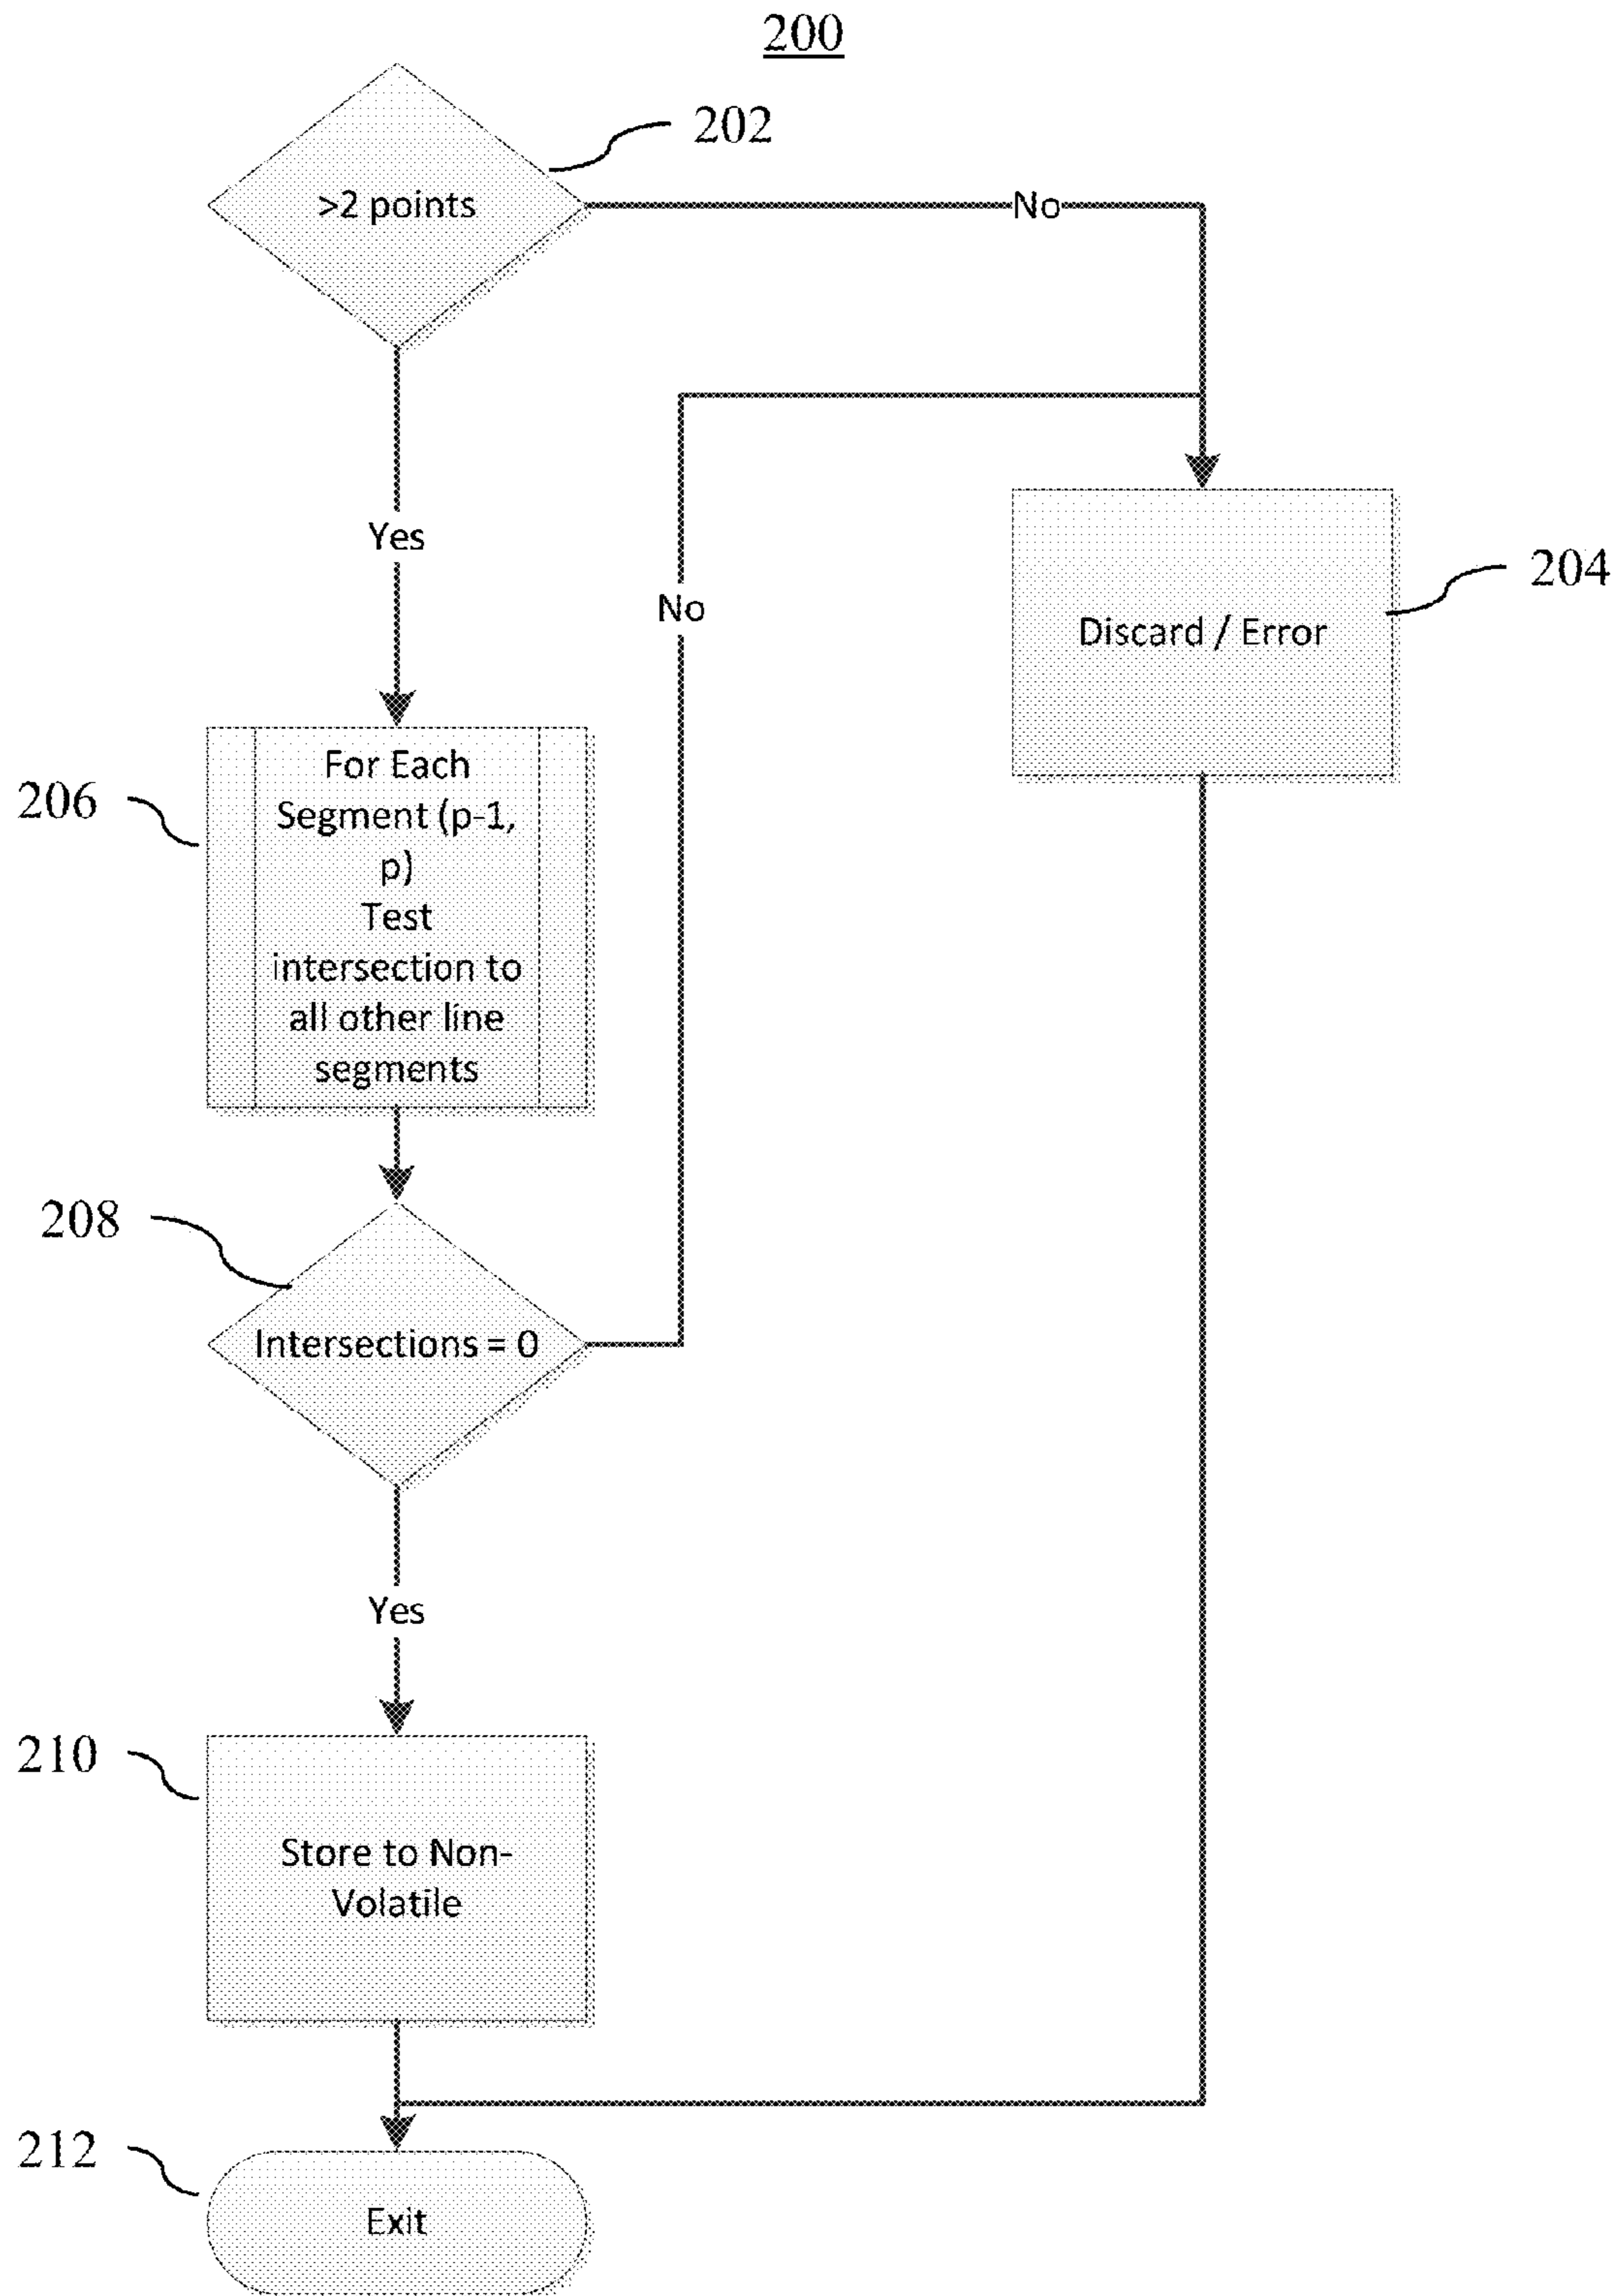 200
202
>2 points
No
Yes
204
Discard / Error
No
206
For Each
Segment (p-1,
p)
Test
intersection to
all other line
segments
208
Intersections = 0
Yes
210
Store to Non-
Volatile
212
Exit